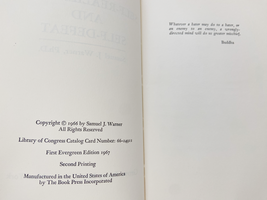 Copyright © 1966 by Samuel J. Warner
All Rights Reserved
Library of Congress Catalog Card Number: 66-24911
First Evergreen Edition 1967
Second Printing
Manufactured in the United States of America
by The Book Press Incorporated
Whatever a hater may do to a hater, or
an enemy to an enemy, a wrongly-
directed mind will do us greater mischief.
Buddha